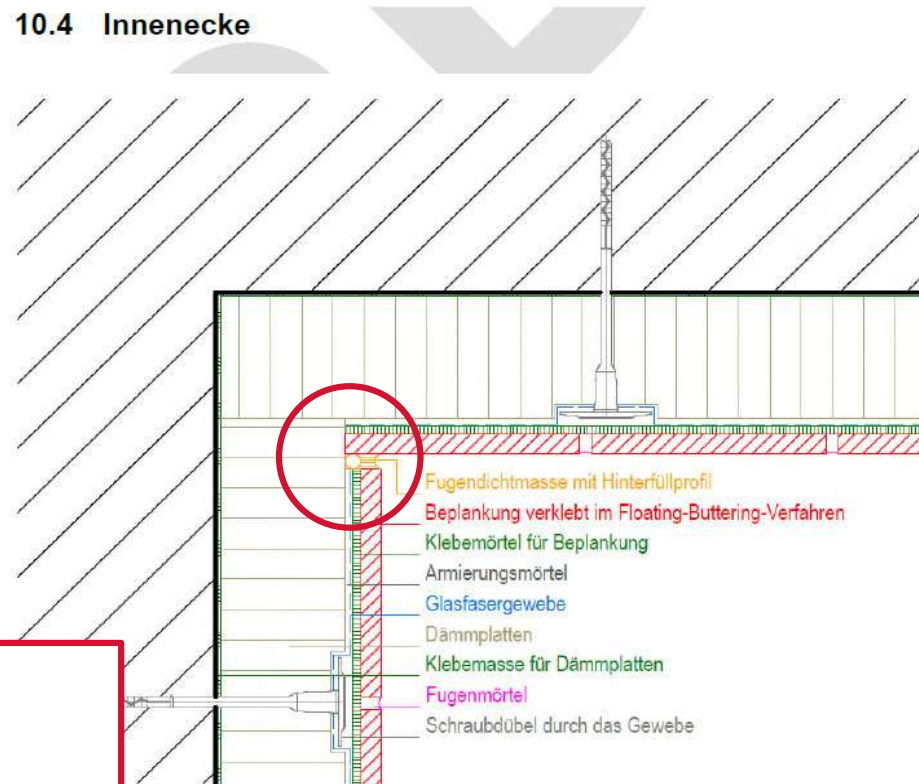 10.4 Innenecke
Fugendichtmasse mit Hinterfüllprofil
Beplankung verklebt im Floating-Buttering-Verfahren
Klebemörtel für Beplankung
Armierungsmörtel
Glasfasergewebe
Dämmplatten
Klebemasse für Dämmplatten
Fugenmörtel
Schraubdübel durch das Gewebe